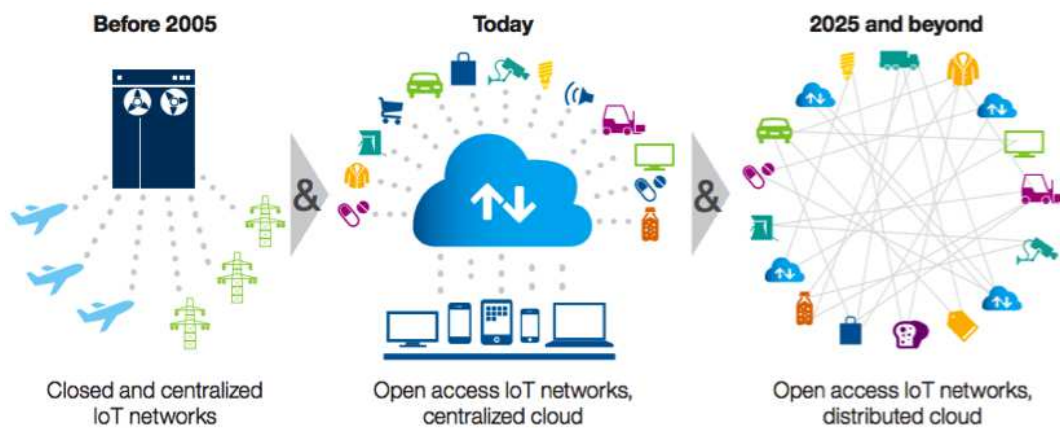 Before 2005
Today
2025 and beyond
&
&
Closed and centralized
IoT networks
Open access IoT networks,
centralized cloud
Open access IoT networks,
distributed cloud